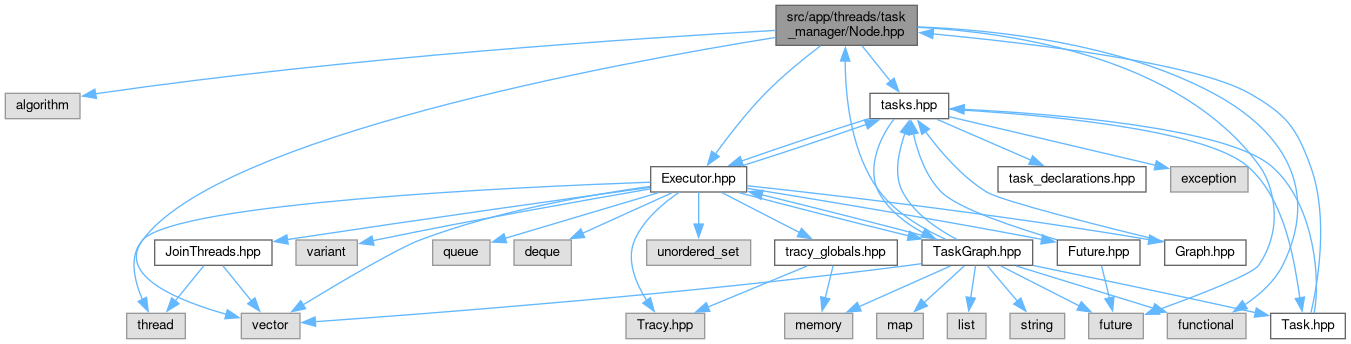 src/app/threads/task
_manager/Node.hpp
algorithm
tasks.hpp
Executor.hpp
task_declarations.hpp
exception
JoinThreads.hpp
variant
queue
deque
unordered_set
tracy_globals.hpp
TaskGraph.hpp
Future.hpp
Graph.hpp
thread
vector
Tracy.hpp
memory
map
list
string
future
functional
Task.hpp